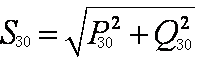 S₃₀ = √(P₃₀² + Q₃₀²)